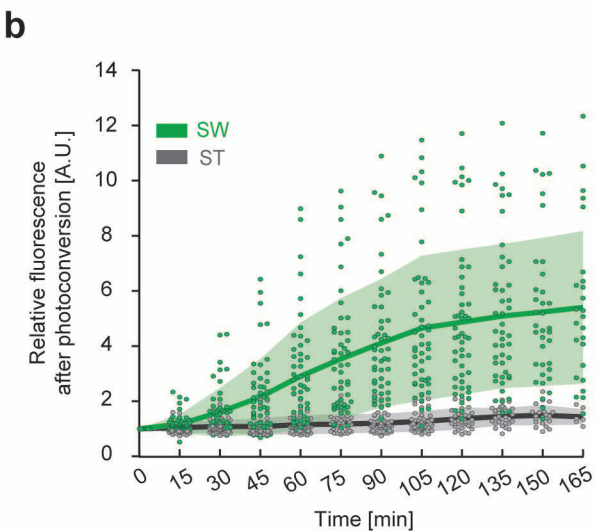 b
Relative fluorescence
after photoconversion [A.U.]
14
12
10
8
6
4
2
0
SW
ST
0 15 30 45 60 75 90 105 120 135 150 165
Time [min]